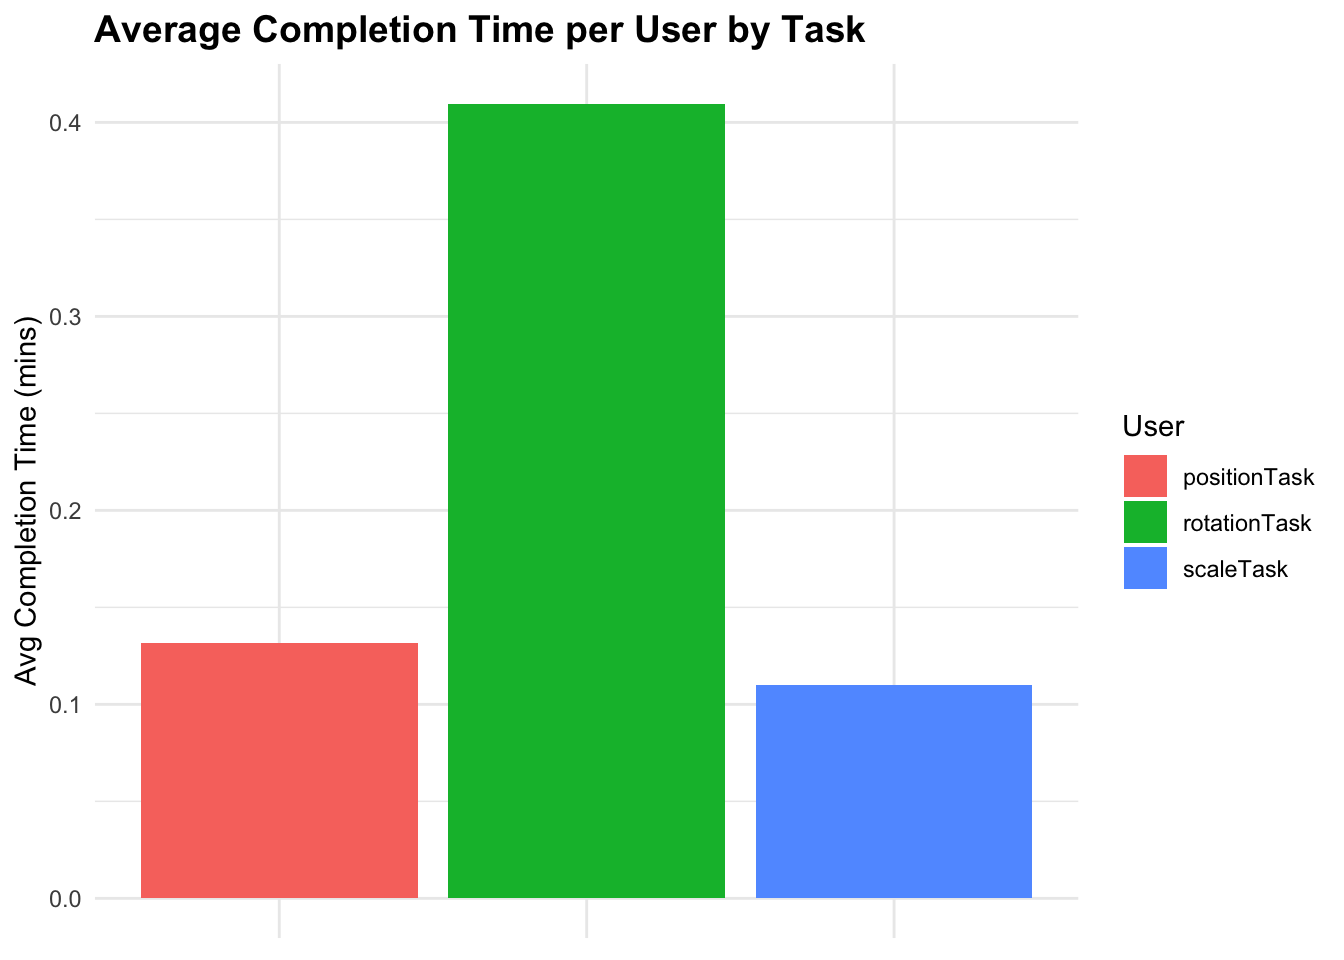 Average Completion Time per User by Task
Avg Completion Time (mins)
0.4
0.3
0.2
0.1
0.0
User
positionTask
rotationTask
scaleTask